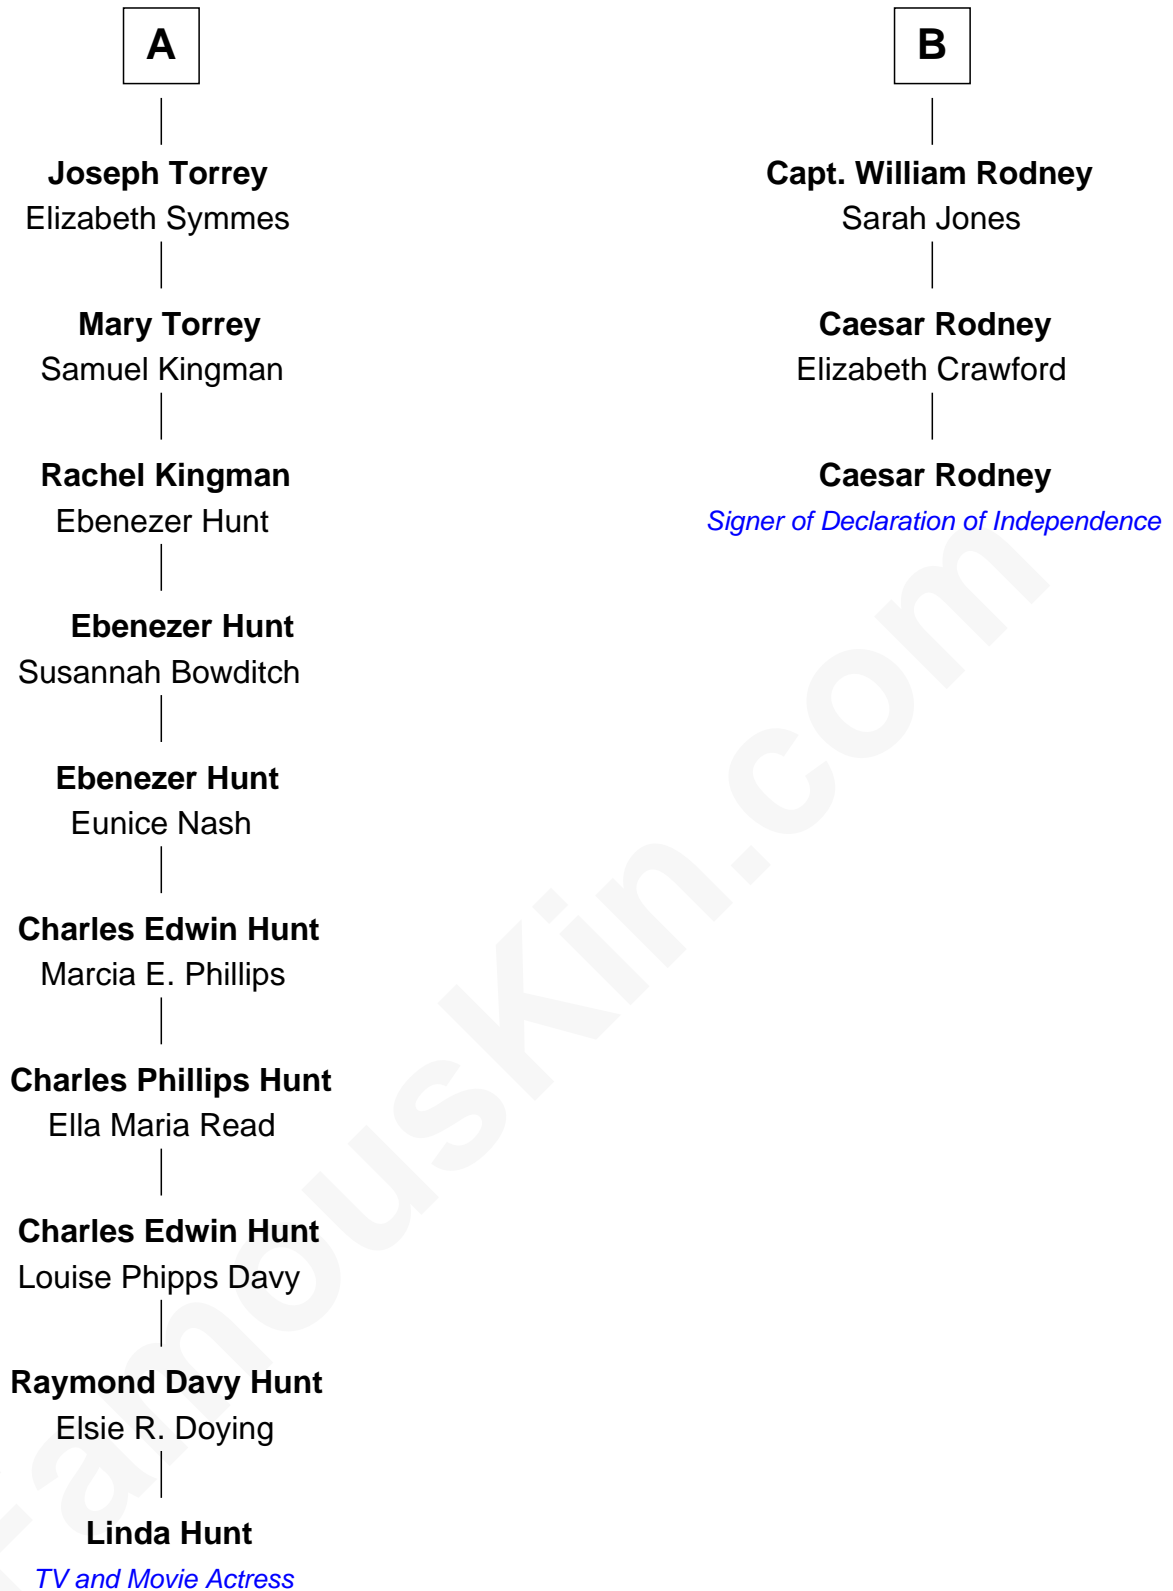 A
Joseph Torrey
Elizabeth Symmes
Mary Torrey
Samuel Kingman
Rachel Kingman
Ebenezer Hunt
Ebenezer Hunt
Susannah Bowditch
Ebenezer Hunt
Eunice Nash
Charles Edwin Hunt
Marcia E. Phillips
Charles Phillips Hunt
Ella Maria Read
Charles Edwin Hunt
Louise Phipps Davy
Raymond Davy Hunt
Elsie R. Doying
Linda Hunt
TV and Movie Actress
B
Capt. William Rodney
Sarah Jones
Caesar Rodney
Elizabeth Crawford
Caesar Rodney
Signer of Declaration of Independence
FamousKin.com